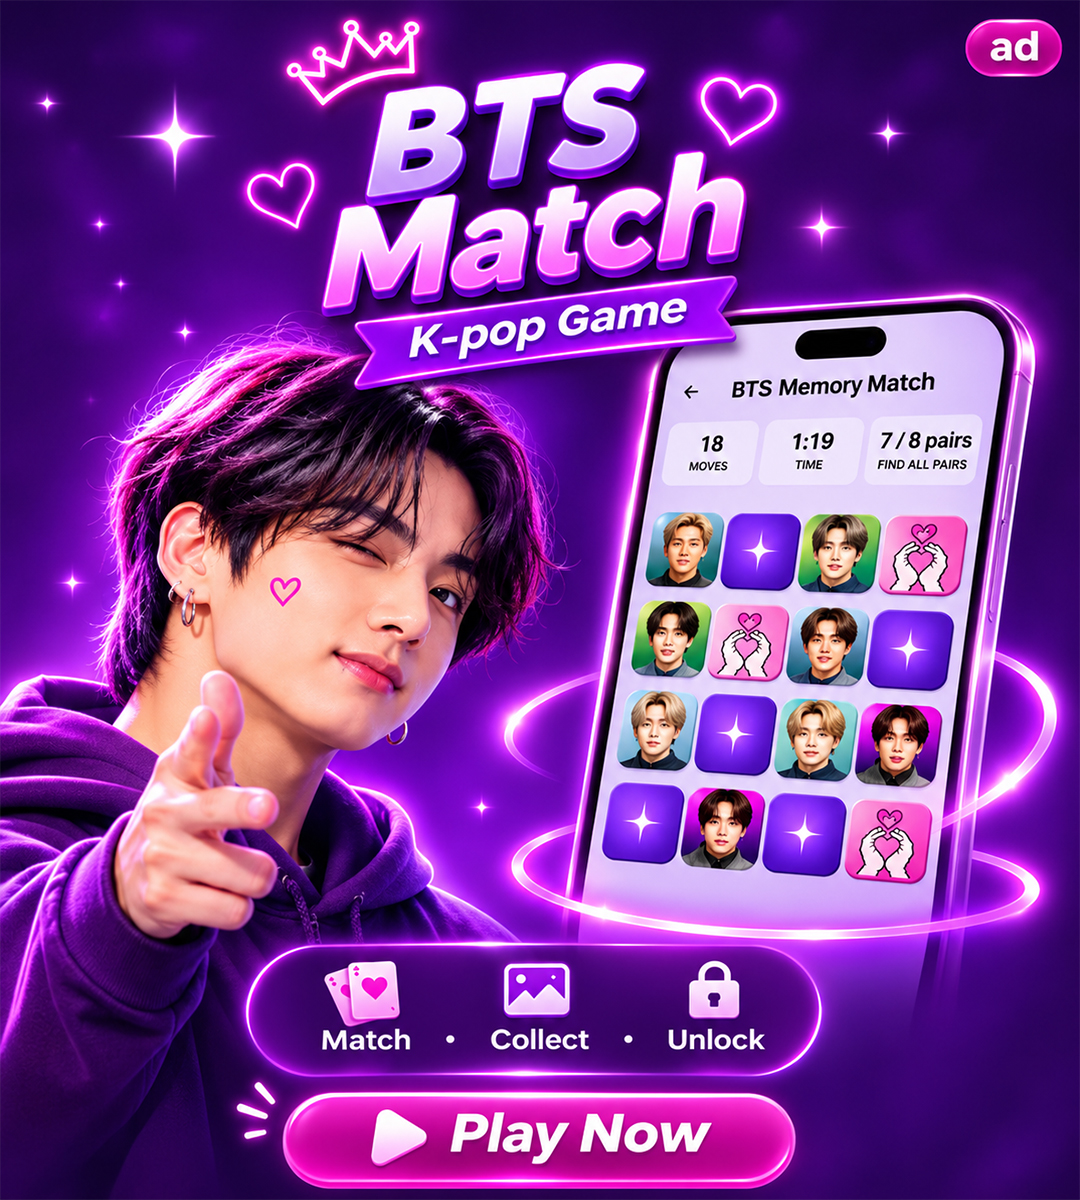 ad
BTS
Match
K-pop Game
BTS Memory Match
18
MOVES
1:19
TIME
7 / 8 pairs
FIND ALL PAIRS
Match • Collect • Unlock
Play Now